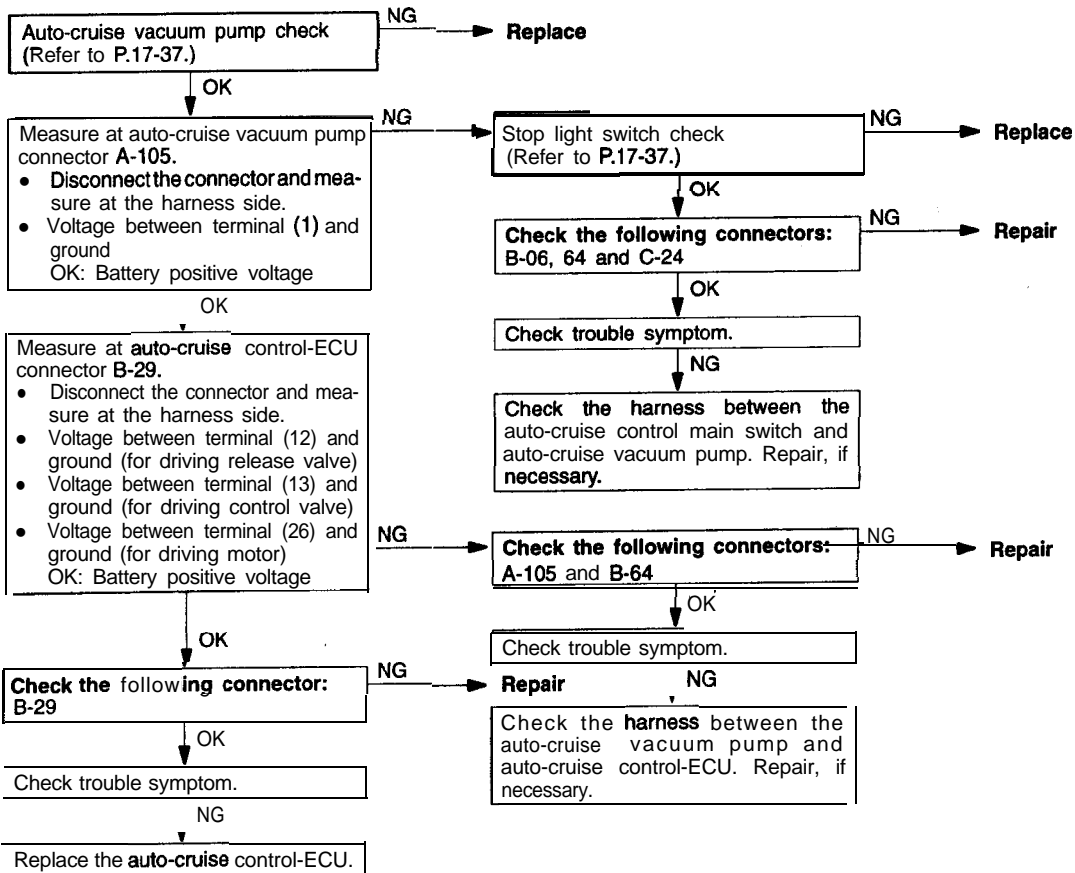 Auto-cruise vacuum pump check
(Refer to P.17-37.)
NG
Replace
OK
Measure at auto-cruise vacuum pump
connector A-105.
● Disconnect the connector and mea-
sure at the harness side.
● Voltage between terminal (1) and
ground
OK: Battery positive voltage
NG
Stop light switch check
(Refer to P.17-37.)
NG
Replace
OK
Check the following connectors:
B-06, 64 and C-24
NG
Repair
OK
Check trouble symptom.
NG
Check the harness between the
auto-cruise control main switch and
auto-cruise vacuum pump. Repair, if
necessary.
OK
Measure at auto-cruise control-ECU
connector B-29.
● Disconnect the connector and mea-
sure at the harness side.
● Voltage between terminal (12) and
ground (for driving release valve)
● Voltage between terminal (13) and
ground (for driving control valve)
● Voltage between terminal (26) and
ground (for driving motor)
OK: Battery positive voltage
NG
Check the following connectors:
A-105 and B-64
NG
Repair
OK
Check trouble symptom.
NG
Check the harness between the
auto-cruise vacuum pump and
auto-cruise control-ECU. Repair, if
necessary.
OK
Check the following connector:
B-29
NG
Repair
OK
Check trouble symptom.
NG
Replace the auto-cruise control-ECU.